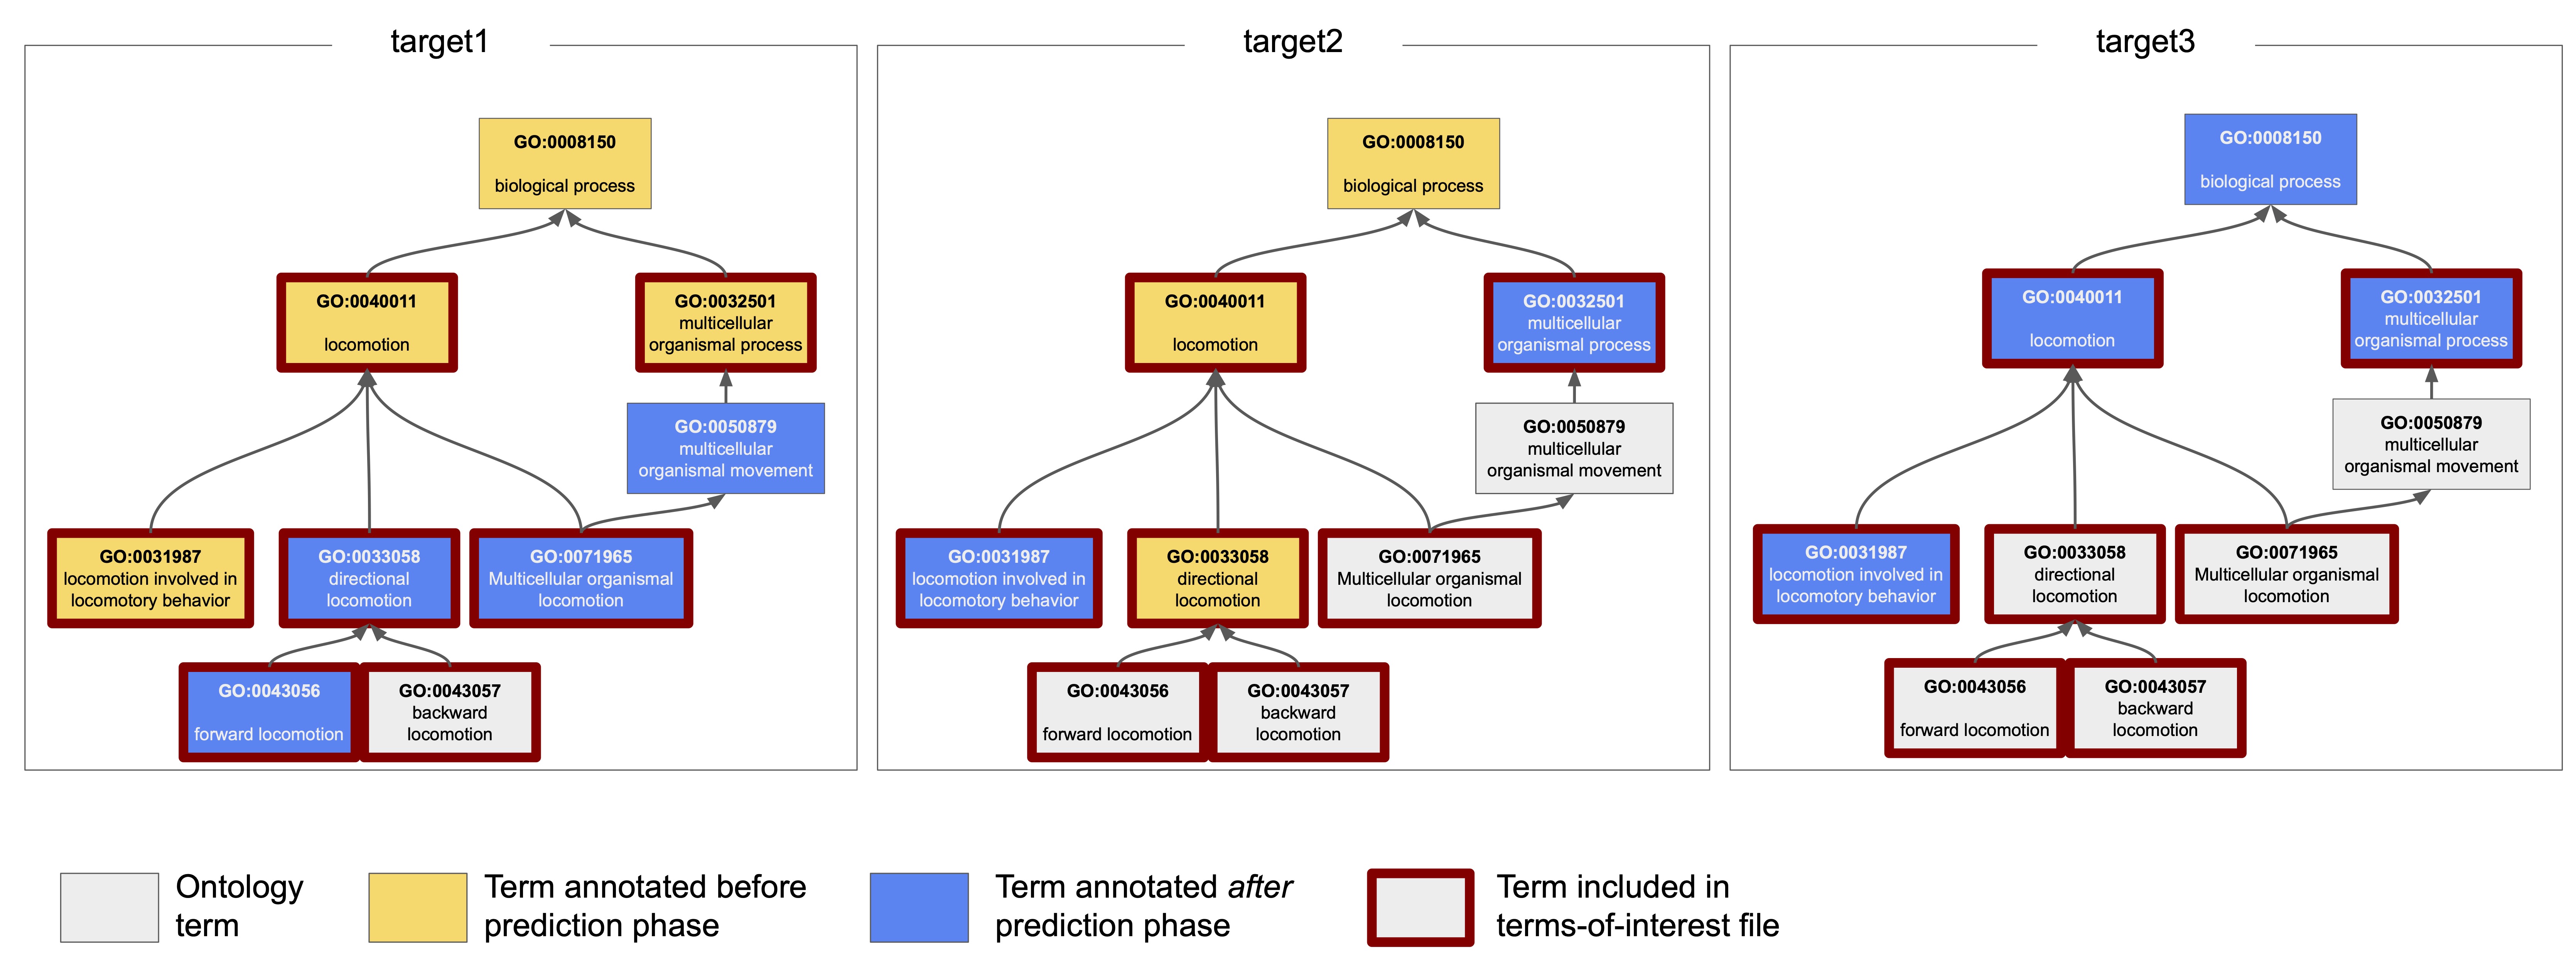 target1
GO:0008150
biological process
GO:0040011
locomotion
GO:0032501
multicellular
organismal process
GO:0050879
multicellular
organismal movement
GO:0031987
locomotion involved in
locomotory behavior
GO:0033058
directional
locomotion
GO:0071965
Multicellular organismal
locomotion
GO:0043056
forward locomotion
GO:0043057
backward
locomotion
target2
GO:0008150
biological process
GO:0040011
locomotion
GO:0032501
multicellular
organismal process
GO:0050879
multicellular
organismal movement
GO:0031987
locomotion involved in
locomotory behavior
GO:0033058
directional
locomotion
GO:0071965
Multicellular organismal
locomotion
GO:0043056
forward locomotion
GO:0043057
backward
locomotion
target3
GO:0008150
biological process
GO:0040011
locomotion
GO:0032501
multicellular
organismal process
GO:0050879
multicellular
organismal movement
GO:0031987
locomotion involved in
locomotory behavior
GO:0033058
directional
locomotion
GO:0071965
Multicellular organismal
locomotion
GO:0043056
forward locomotion
GO:0043057
backward
locomotion
Ontology
term
Term annotated before
prediction phase
Term annotated after
prediction phase
Term included in
terms-of-interest file